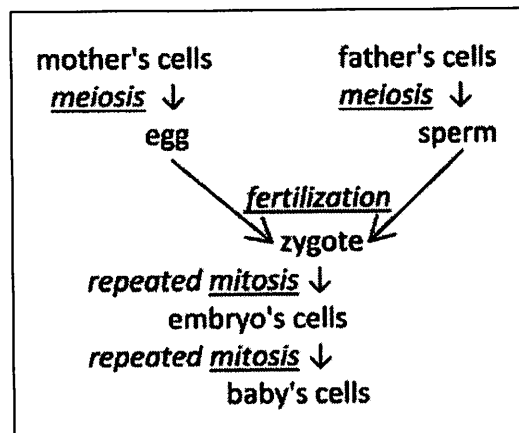 mother's cells father's cells
meiosis ↓ meiosis ↓
egg sperm
fertilization
zygote
repeated mitosis ↓
embryo's cells
repeated mitosis ↓
baby's cells